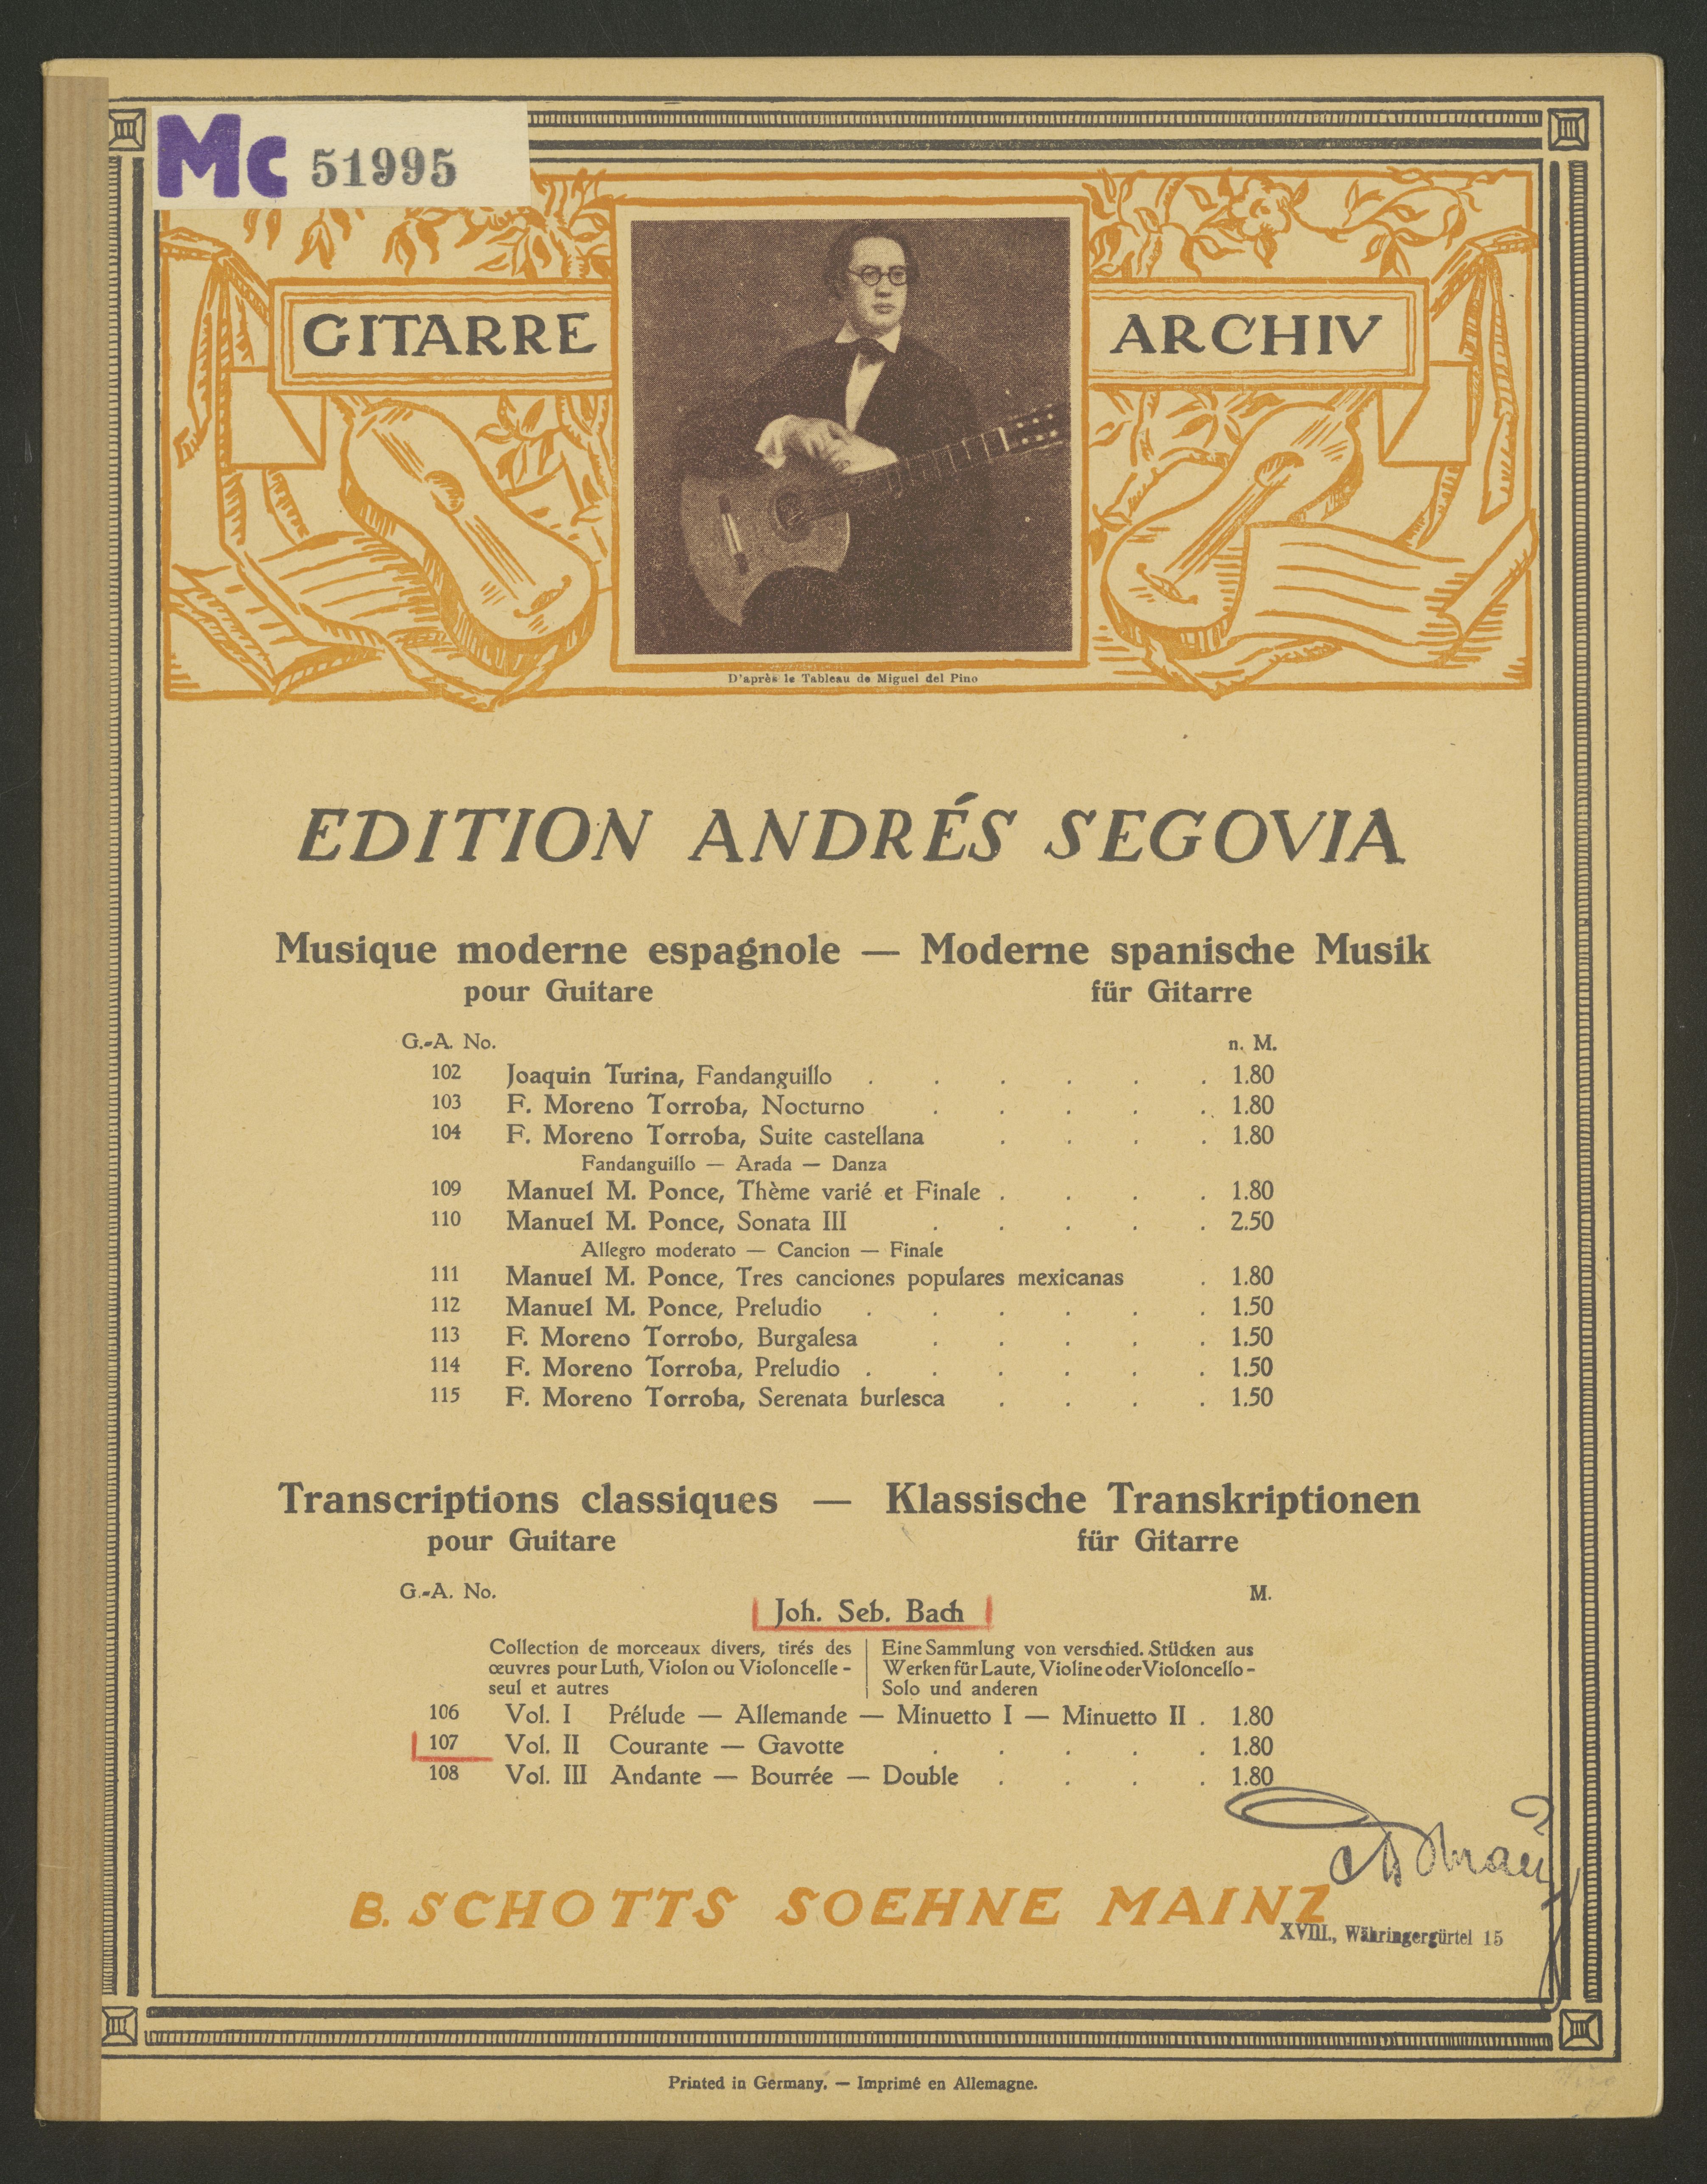 Mc 51995
GITARRE ARCHIV
D'après le Tableau de Miguel del Pino
EDITION ANDRÉS SEGOVIA
Musique moderne espagnole — Moderne spanische Musik
pour Guitare für Gitarre
G.-A. No. n. M.
102 Joaquin Turina, Fandanguillo . . . . . . 1.80
103 F. Moreno Torroba, Nocturno . . . . . 1.80
104 F. Moreno Torroba, Suite castellana . . . . 1.80
Fandanguillo — Arada — Danza
109 Manuel M. Ponce, Thème varié et Finale . . . . 1.80
110 Manuel M. Ponce, Sonata III . . . . . 2.50
Allegro moderato — Cancion — Finale
111 Manuel M. Ponce, Tres canciones populares mexicanas . 1.80
112 Manuel M. Ponce, Preludio . . . . . . 1.50
113 F. Moreno Torrobo, Burgalesa . . . . . 1.50
114 F. Moreno Torroba, Preludio . . . . . . 1.50
115 F. Moreno Torroba, Serenata burlesca . . . . 1.50
Transcriptions classiques — Klassische Transkriptionen
pour Guitare für Gitarre
G.-A. No. M.
Joh. Seb. Bach
Collection de morceaux divers, tirés des
œuvres pour Luth, Violon ou Violoncelle-
seul et autres
Eine Sammlung von verschied. Stücken aus
Werken für Laute, Violine oder Violoncello-
Solo und anderen
106 Vol. I Prélude — Allemande — Minuetto I — Minuetto II . 1.80
107 Vol. II Courante — Gavotte . . . . . 1.80
108 Vol. III Andante — Bourrée — Double . . . . 1.80
B. SCHOTTS SOEHNE MAINZ
XVIII., Währingergürtel 15
Printed in Germany. — Imprimé en Allemagne.